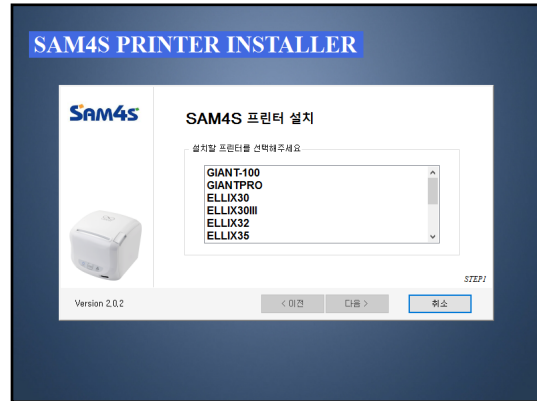 SAM4S PRINTER INSTALLER
SAM4S
SAM4S 프린터 설치
설치할 프린터를 선택해주세요
GIANT-100
GIANTPRO
ELLIX30
ELLIX30III
ELLIX32
ELLIX35
STEP1
Version 2.0.2
< 이전
다음 >
취소